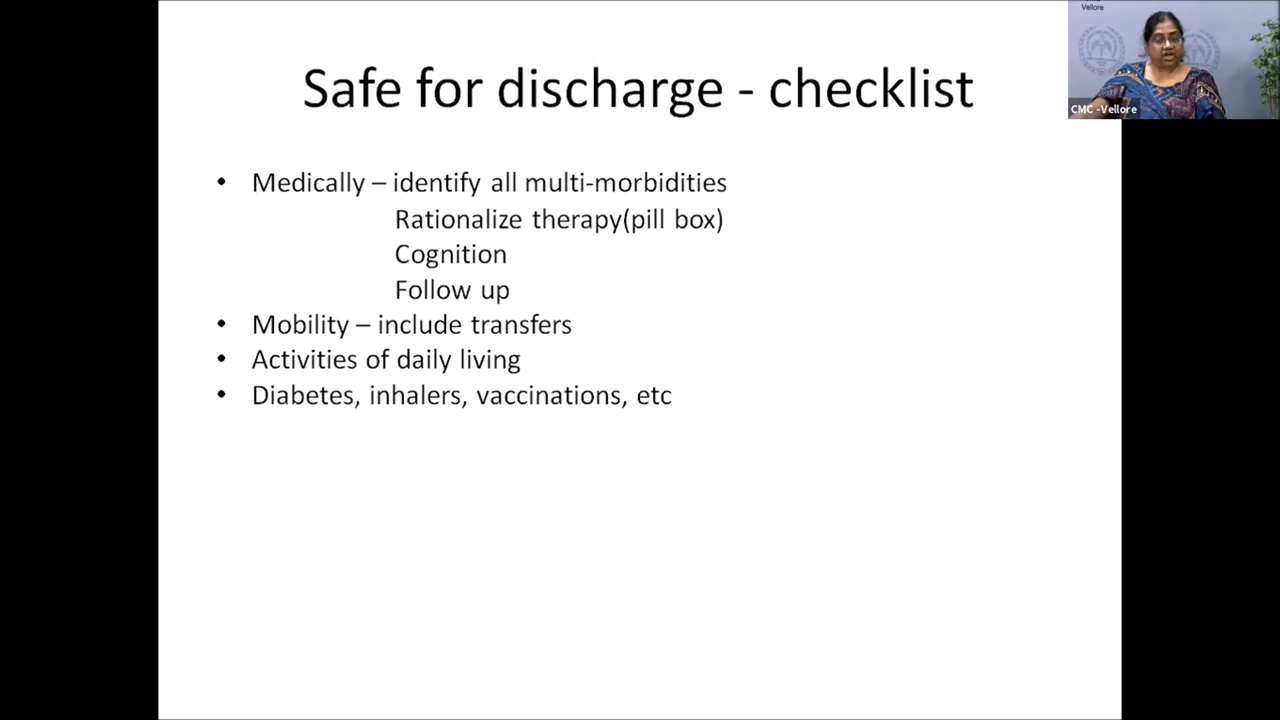 Vellore
CMC -Vellore
Safe for discharge - checklist
• Medically – identify all multi-morbidities
Rationalize therapy(pill box)
Cognition
Follow up
• Mobility – include transfers
• Activities of daily living
• Diabetes, inhalers, vaccinations, etc